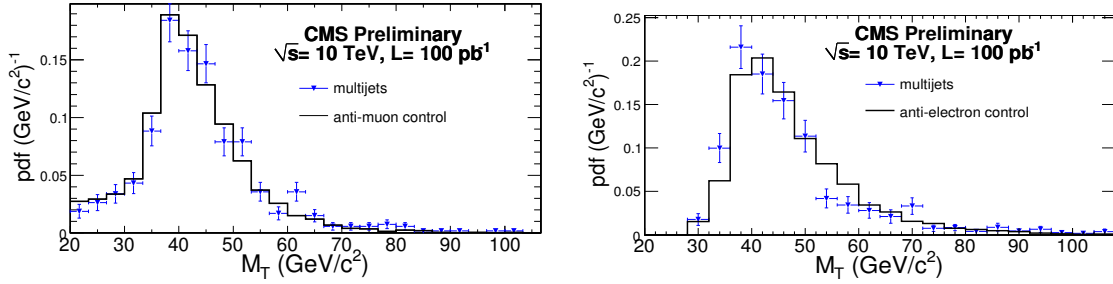 CMS Preliminary
√s= 10 TeV, L= 100 pb⁻¹
multijets
anti-muon control
pdf (GeV/c²)⁻¹
0.15
0.1
0.05
0
20 30 40 50 60 70 80 90 100
M_T (GeV/c²)
CMS Preliminary
√s= 10 TeV, L= 100 pb⁻¹
multijets
anti-electron control
pdf (GeV/c²)⁻¹
0.25
0.2
0.15
0.1
0.05
0
20 30 40 50 60 70 80 90 100
M_T (GeV/c²)